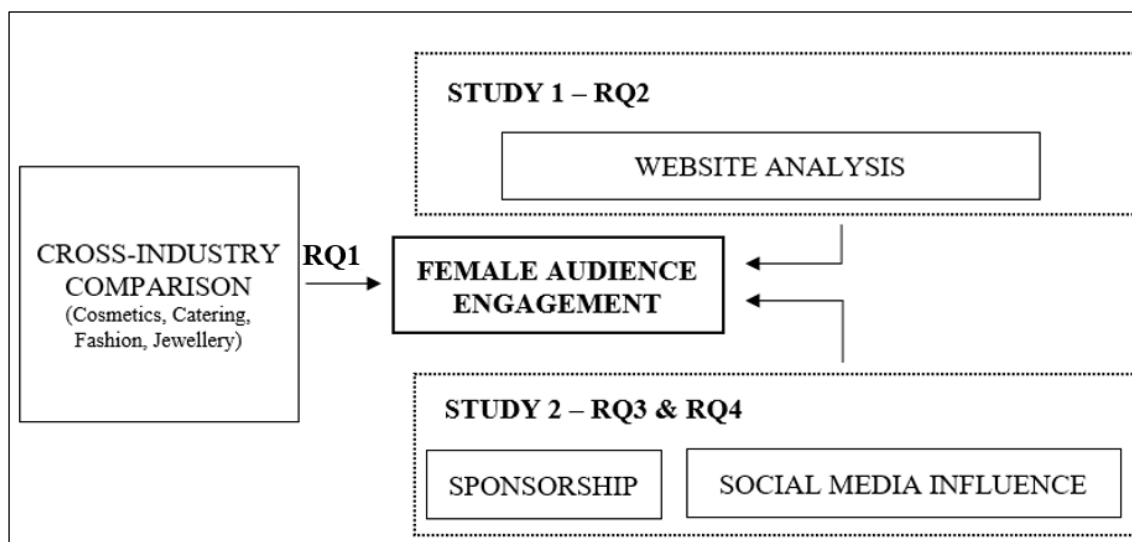 STUDY 1 – RQ2
WEBSITE ANALYSIS
CROSS-INDUSTRY
COMPARISON
(Cosmetics, Catering,
Fashion, Jewellery)
RQ1
FEMALE AUDIENCE
ENGAGEMENT
STUDY 2 – RQ3 & RQ4
SPONSORSHIP
SOCIAL MEDIA INFLUENCE